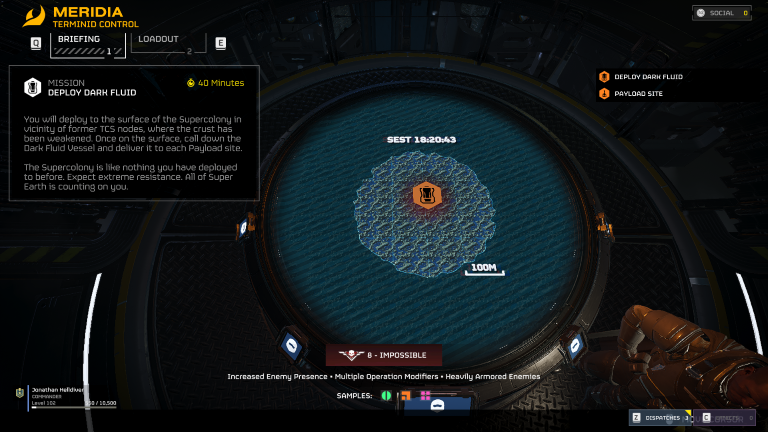 MERIDIA
TERMINID CONTROL
SOCIAL 0
Q
BRIEFING
1
LOADOUT
2
E
MISSION
DEPLOY DARK FLUID
40 Minutes
You will deploy to the surface of the Supercolony in
vicinity of former TCS nodes, where the crust has
been weakened. Once on the surface, call down the
Dark Fluid Vessel and deliver it to each Payload site.
The Supercolony is like nothing you have deployed
to before. Expect extreme resistance. All of Super
Earth is counting on you.
DEPLOY DARK FLUID
PAYLOAD SITE
SEST 18:20:43
100M
8 - IMPOSSIBLE
Increased Enemy Presence • Multiple Operation Modifiers • Heavily Armored Enemies
SAMPLES:
Jonathan Helldiver
COMMANDER
Level 102
/ 10,500
Z DISPATCHES 3
C